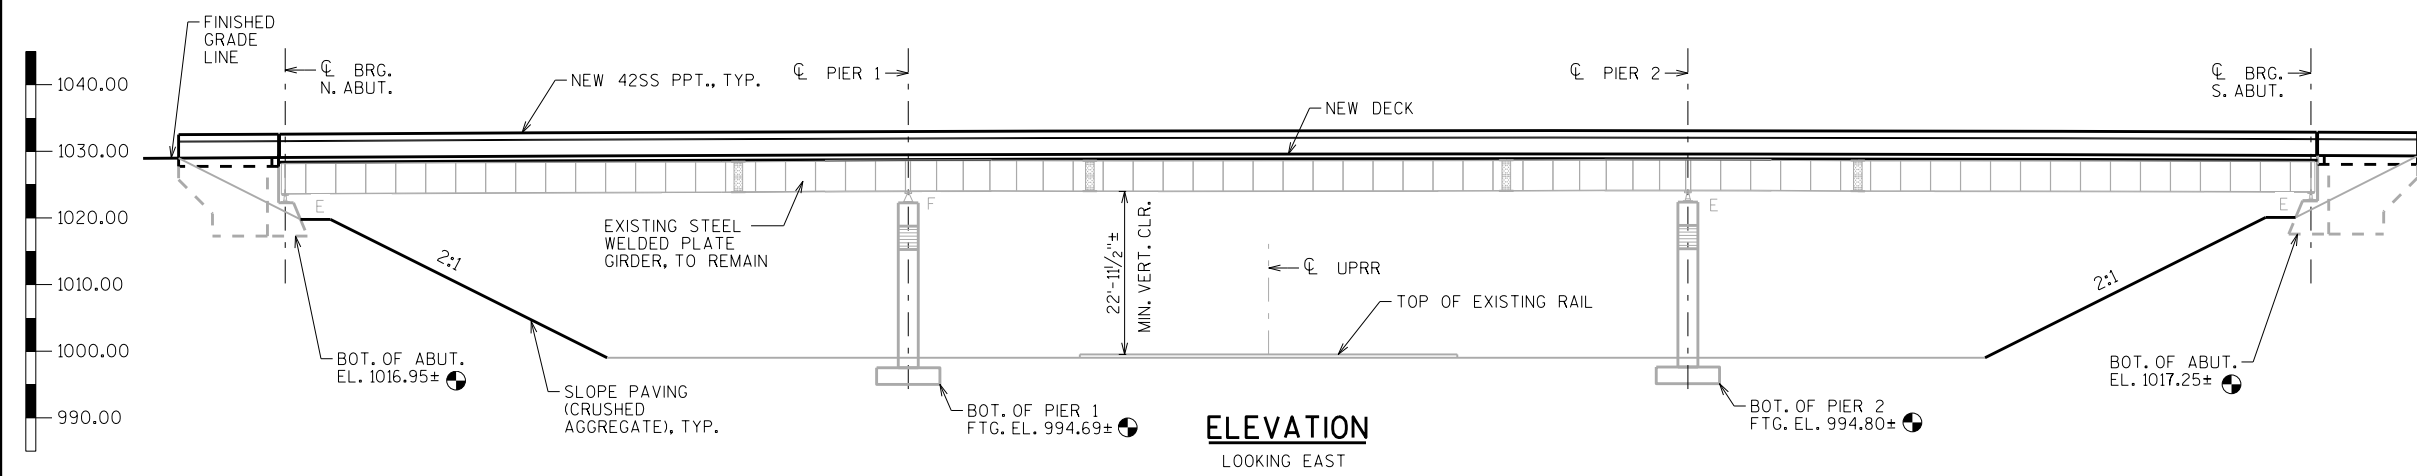 FINISHED
GRADE
LINE
1040.00
1030.00
1020.00
1010.00
1000.00
990.00
℄ BRG.
N. ABUT.
NEW 42SS PPT., TYP.
℄ PIER 1
℄ PIER 2
℄ BRG.
S. ABUT.
NEW DECK
E
F
E
E
EXISTING STEEL
WELDED PLATE
GIRDER, TO REMAIN
22'-11 1/2"±
MIN. VERT. CLR.
℄ UPRR
TOP OF EXISTING RAIL
2:1
2:1
BOT. OF ABUT.
EL. 1016.95±
SLOPE PAVING
(CRUSHED
AGGREGATE), TYP.
BOT. OF PIER 1
FTG. EL. 994.69±
BOT. OF PIER 2
FTG. EL. 994.80±
BOT. OF ABUT.
EL. 1017.25±
ELEVATION
LOOKING EAST